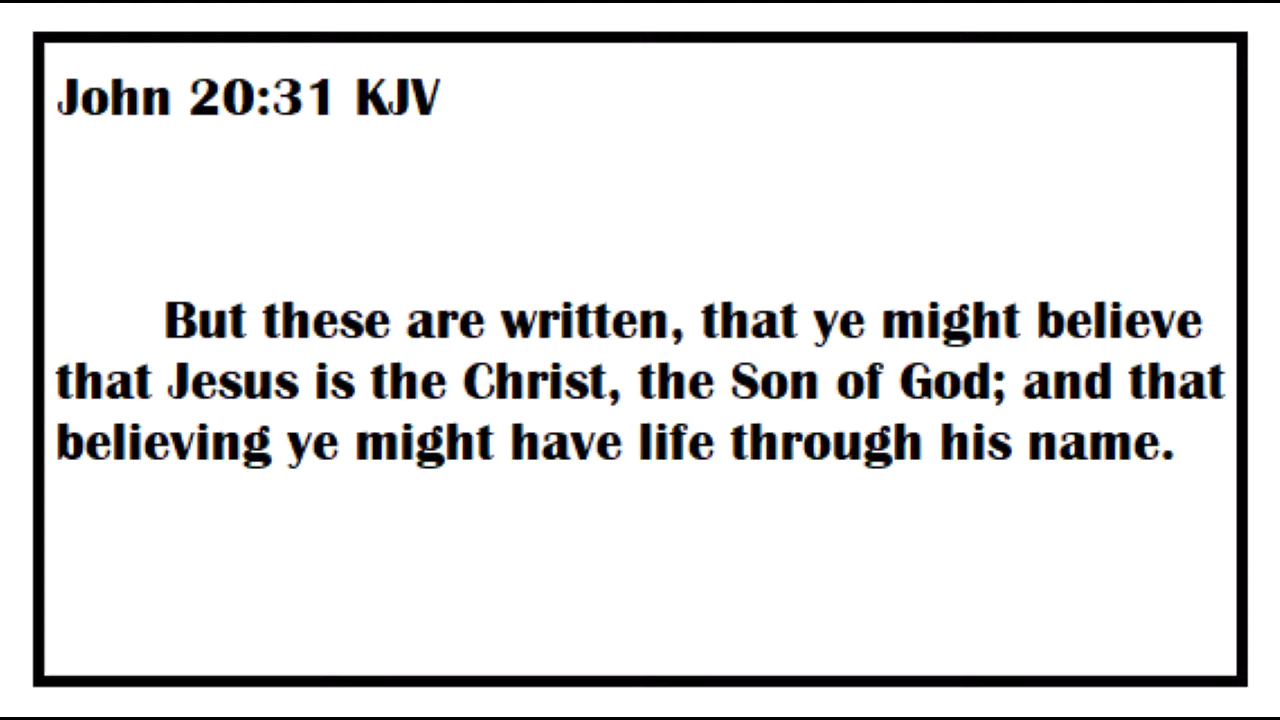 John 20:31 KJV
But these are written, that ye might believe
that Jesus is the Christ, the Son of God; and that
believing ye might have life through his name.